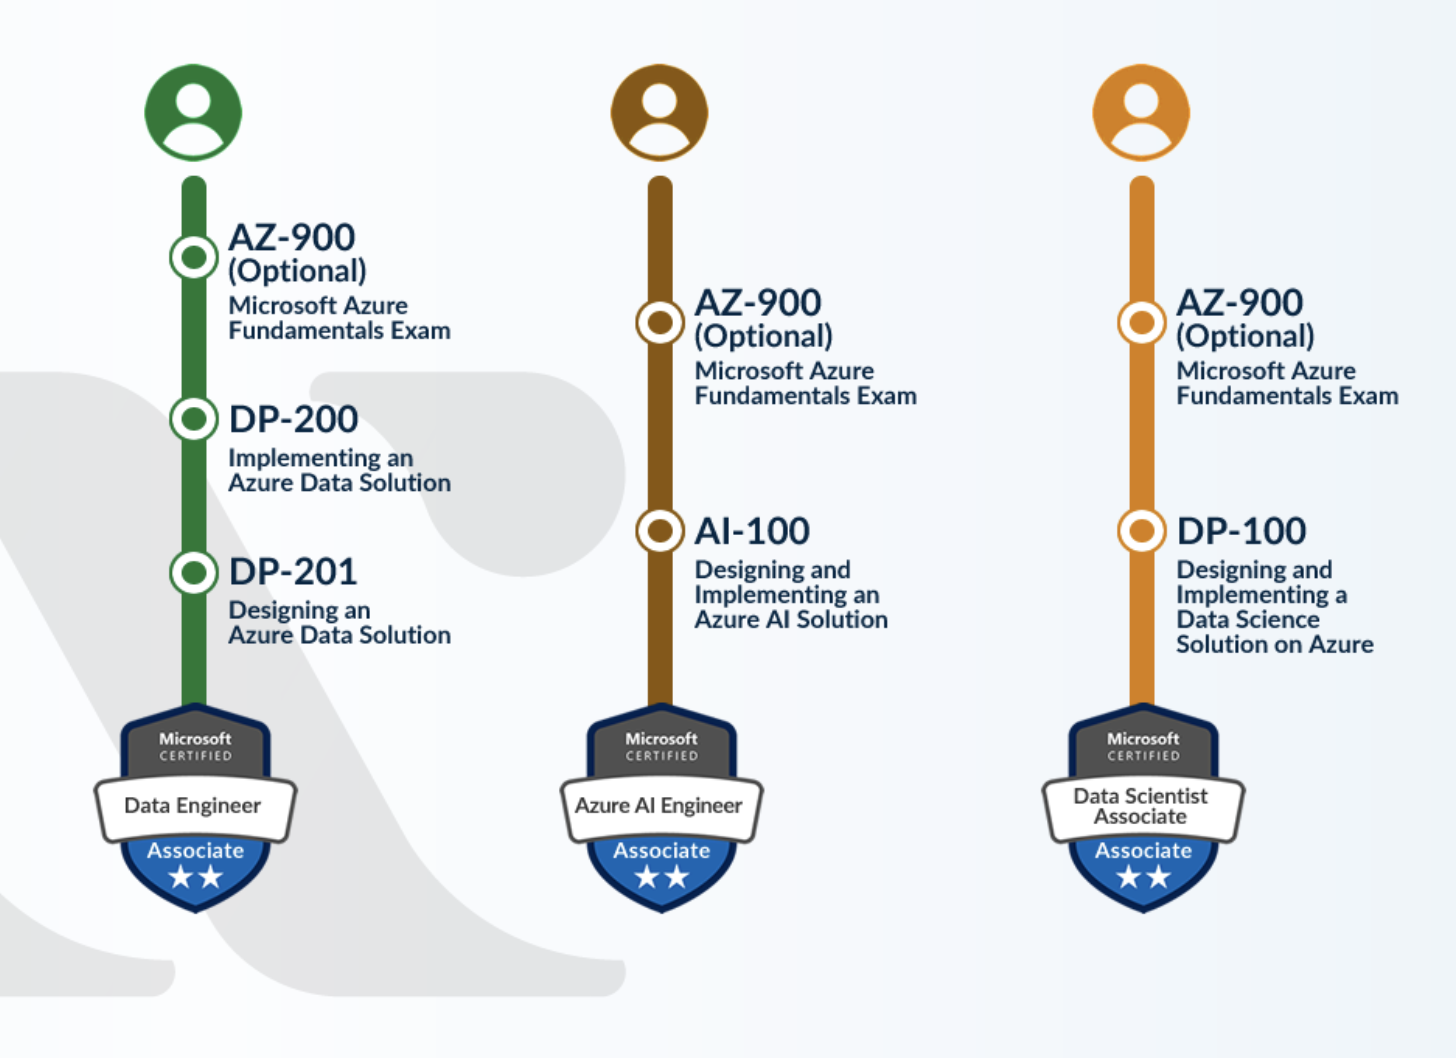 AZ-900
(Optional)
Microsoft Azure
Fundamentals Exam
DP-200
Implementing an
Azure Data Solution
DP-201
Designing an
Azure Data Solution
Microsoft
CERTIFIED
Data Engineer
Associate
AZ-900
(Optional)
Microsoft Azure
Fundamentals Exam
AI-100
Designing and
Implementing an
Azure AI Solution
Microsoft
CERTIFIED
Azure AI Engineer
Associate
AZ-900
(Optional)
Microsoft Azure
Fundamentals Exam
DP-100
Designing and
Implementing a
Data Science
Solution on Azure
Microsoft
CERTIFIED
Data Scientist
Associate
Associate